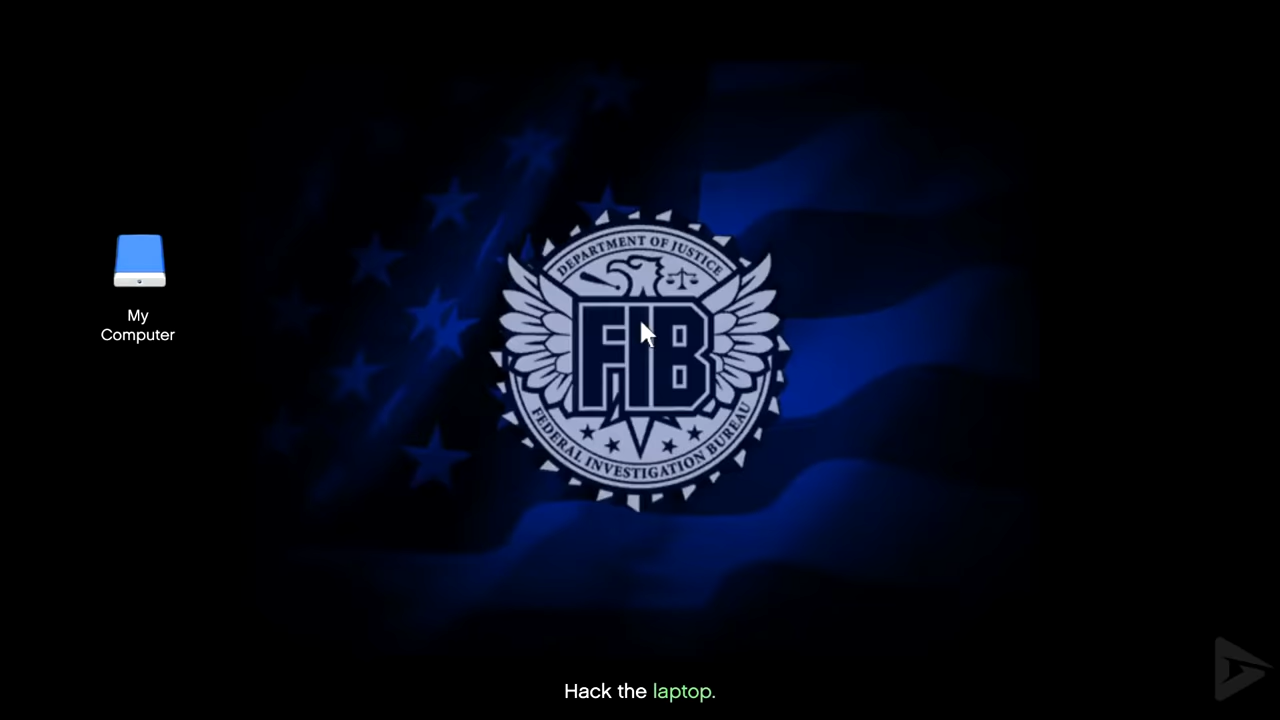 DEPARTMENT OF JUSTICE
My
Computer
FIB
FEDERAL INVESTIGATION BUREAU
Hack the laptop.